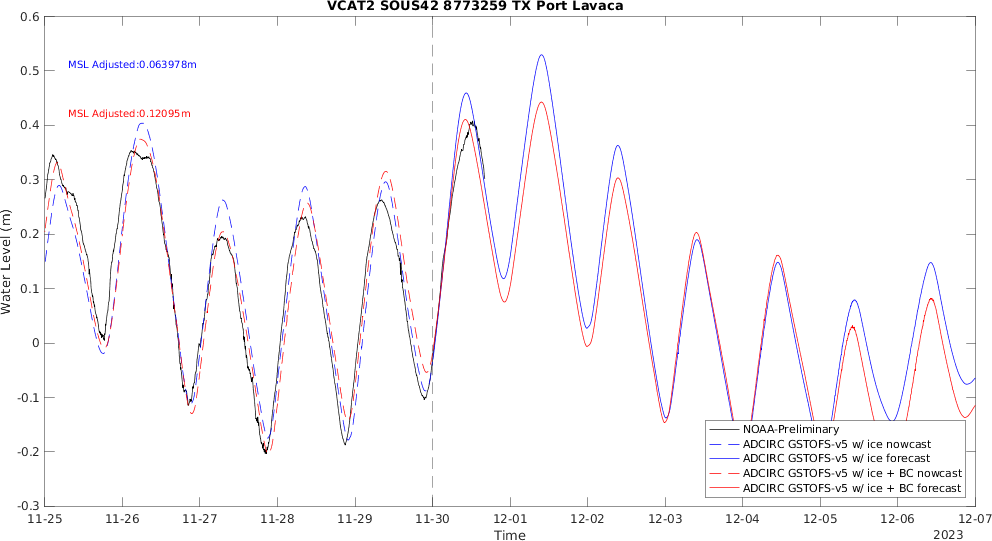 VCAT2 SOUS42 8773259 TX Port Lavaca
0.6
0.5
0.4
0.3
0.2
0.1
0
-0.1
-0.2
-0.3
Water Level (m)
MSL Adjusted:0.063978m
MSL Adjusted:0.12095m
NOAA-Preliminary
ADCIRC GSTOFS-v5 w/ ice nowcast
ADCIRC GSTOFS-v5 w/ ice forecast
ADCIRC GSTOFS-v5 w/ ice + BC nowcast
ADCIRC GSTOFS-v5 w/ ice + BC forecast
11-25 11-26 11-27 11-28 11-29 11-30 12-01 12-02 12-03 12-04 12-05 12-06 12-07
Time
2023